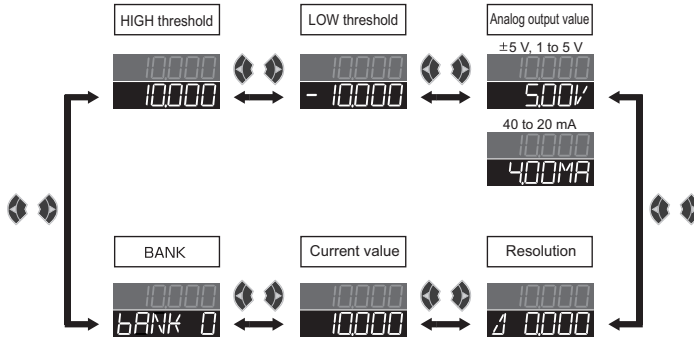 HIGH threshold
LOW threshold
Analog output value
±5 V, 1 to 5 V
10.000
10.000
10.000
10.000
- 10.000
5.00V
40 to 20 mA
10.000
4.00MA
BANK
Current value
Resolution
10.000
10.000
10.000
bANK 0
10.000
Δ 0.000